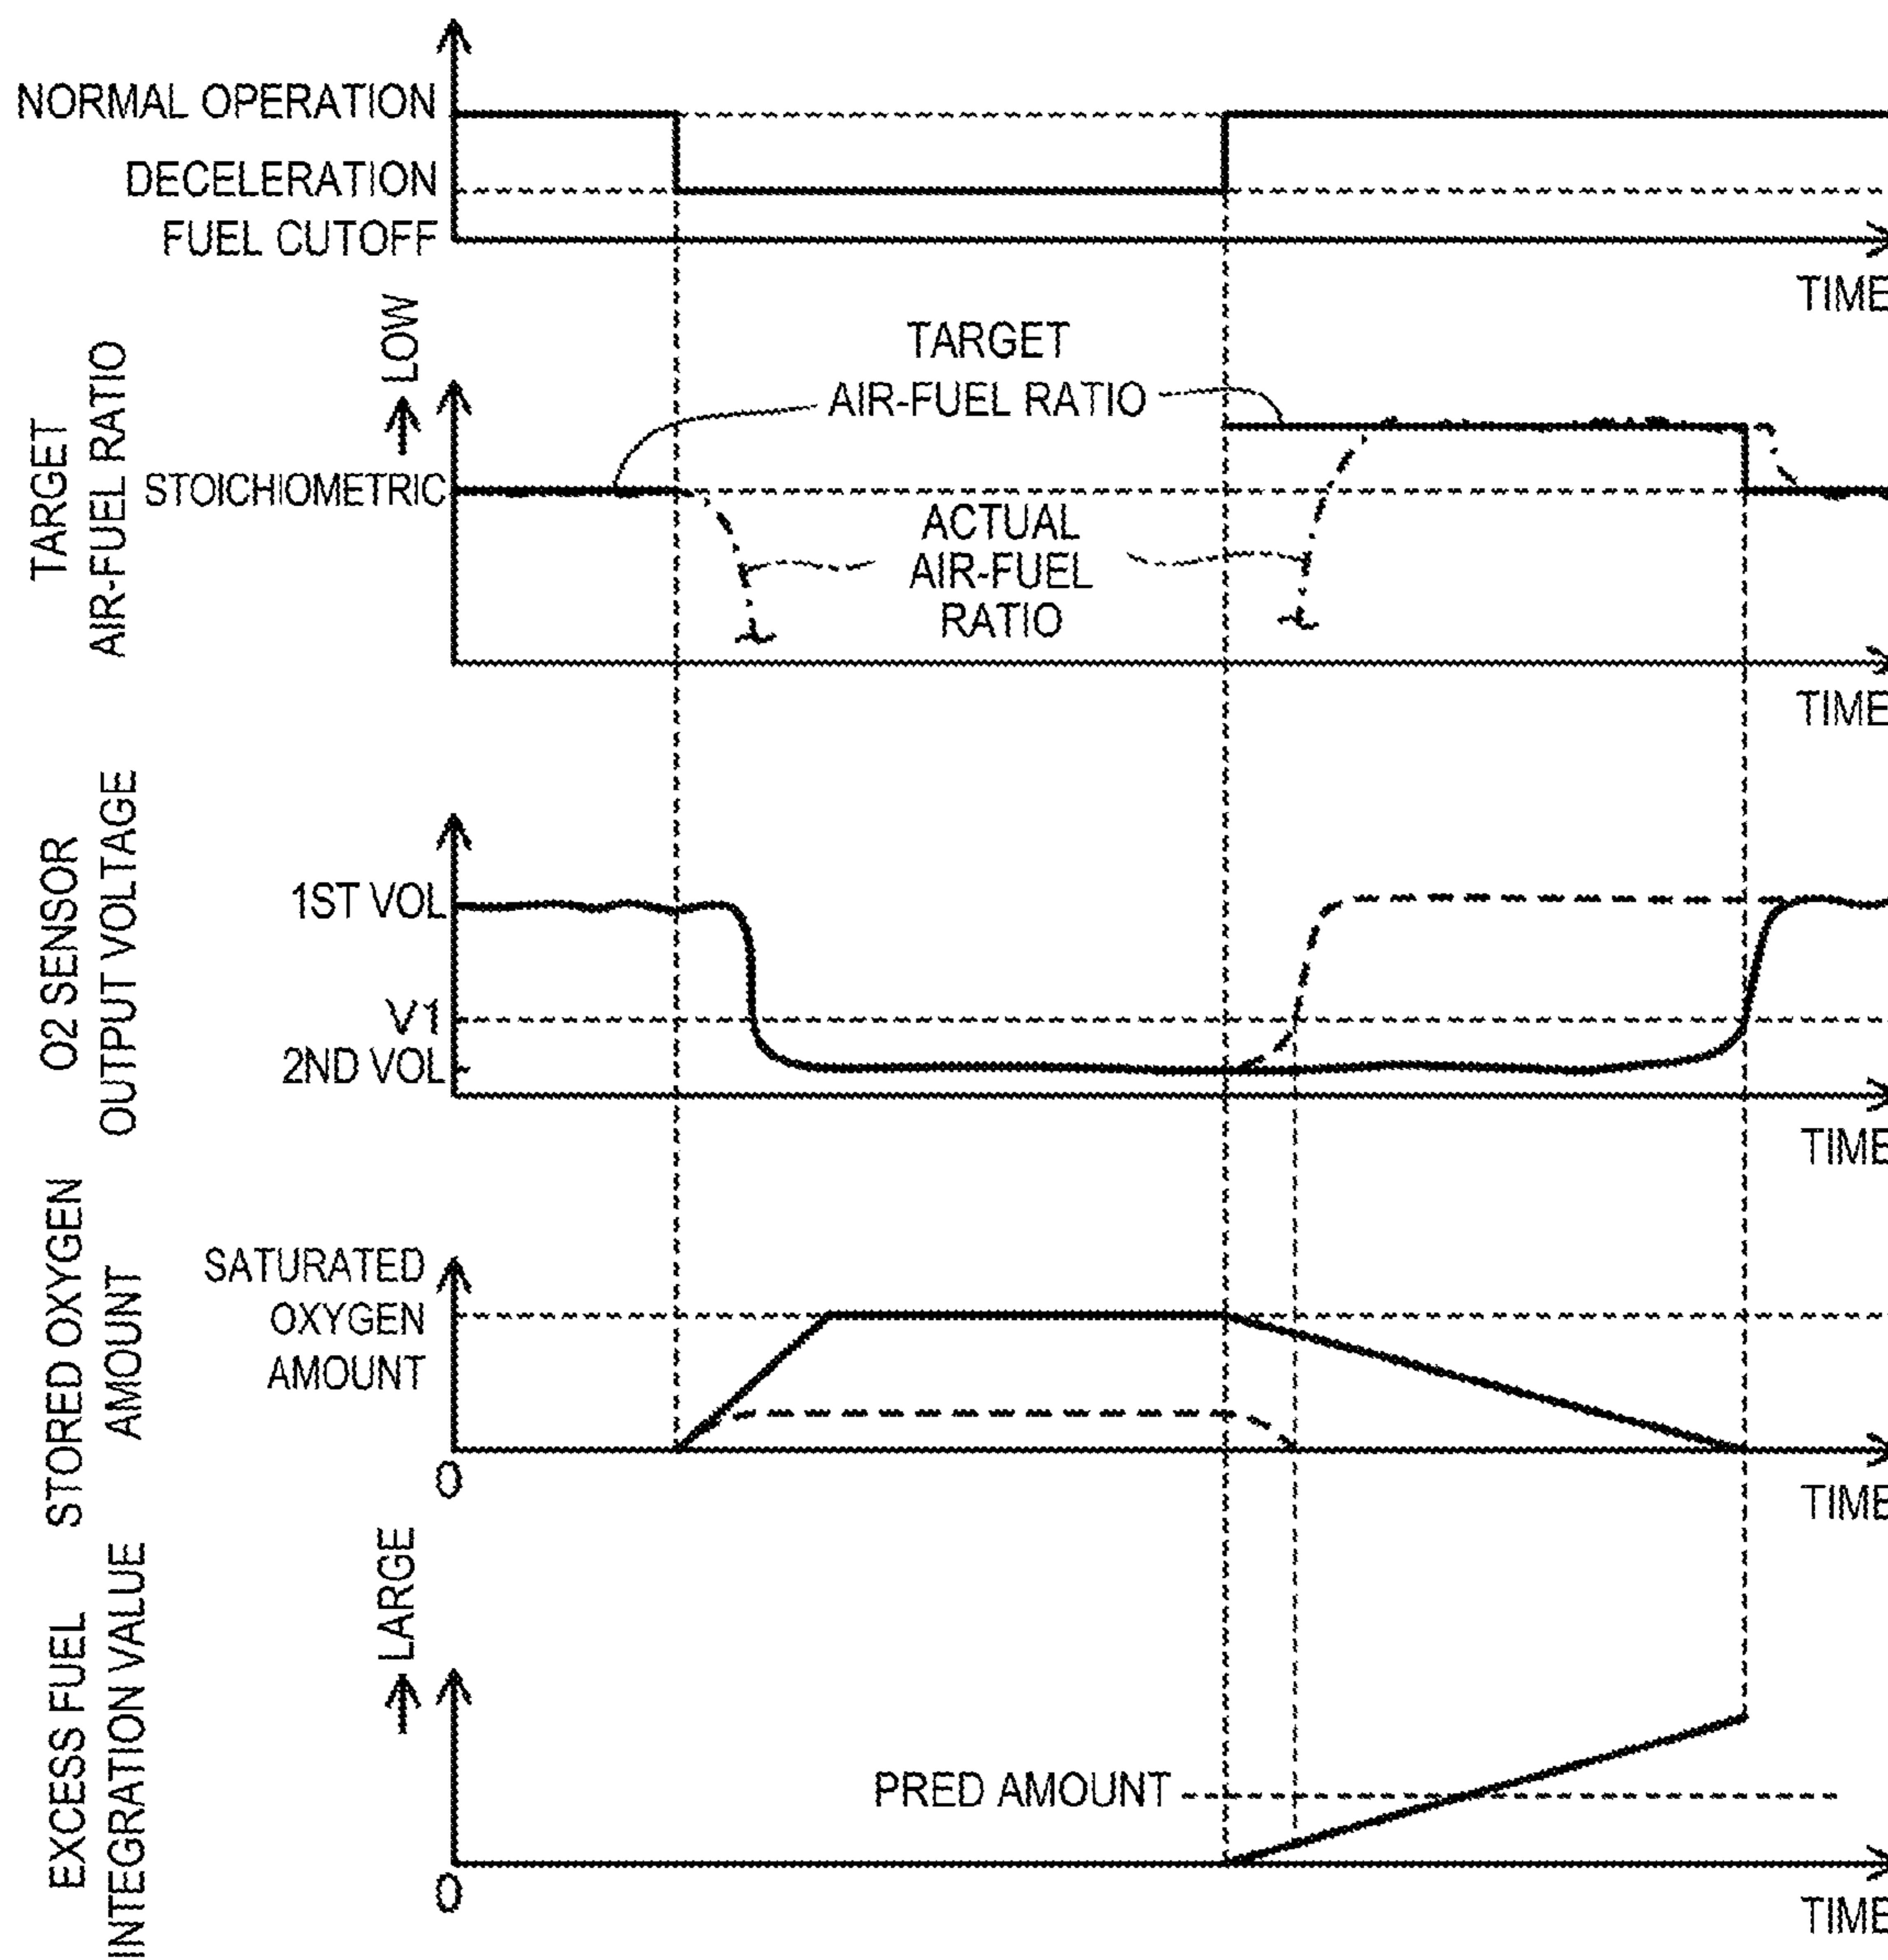 NORMAL OPERATION
DECELERATION
FUEL CUTOFF
TIME
TARGET
AIR-FUEL RATIO
LOW
STOICHIOMETRIC
TARGET
AIR-FUEL RATIO
ACTUAL
AIR-FUEL
RATIO
TIME
O2 SENSOR
OUTPUT VOLTAGE
1ST VOL
V1
2ND VOL
TIME
STORED OXYGEN
AMOUNT
SATURATED
OXYGEN
AMOUNT
0
TIME
EXCESS FUEL
INTEGRATION VALUE
LARGE
PRED AMOUNT
0
TIME